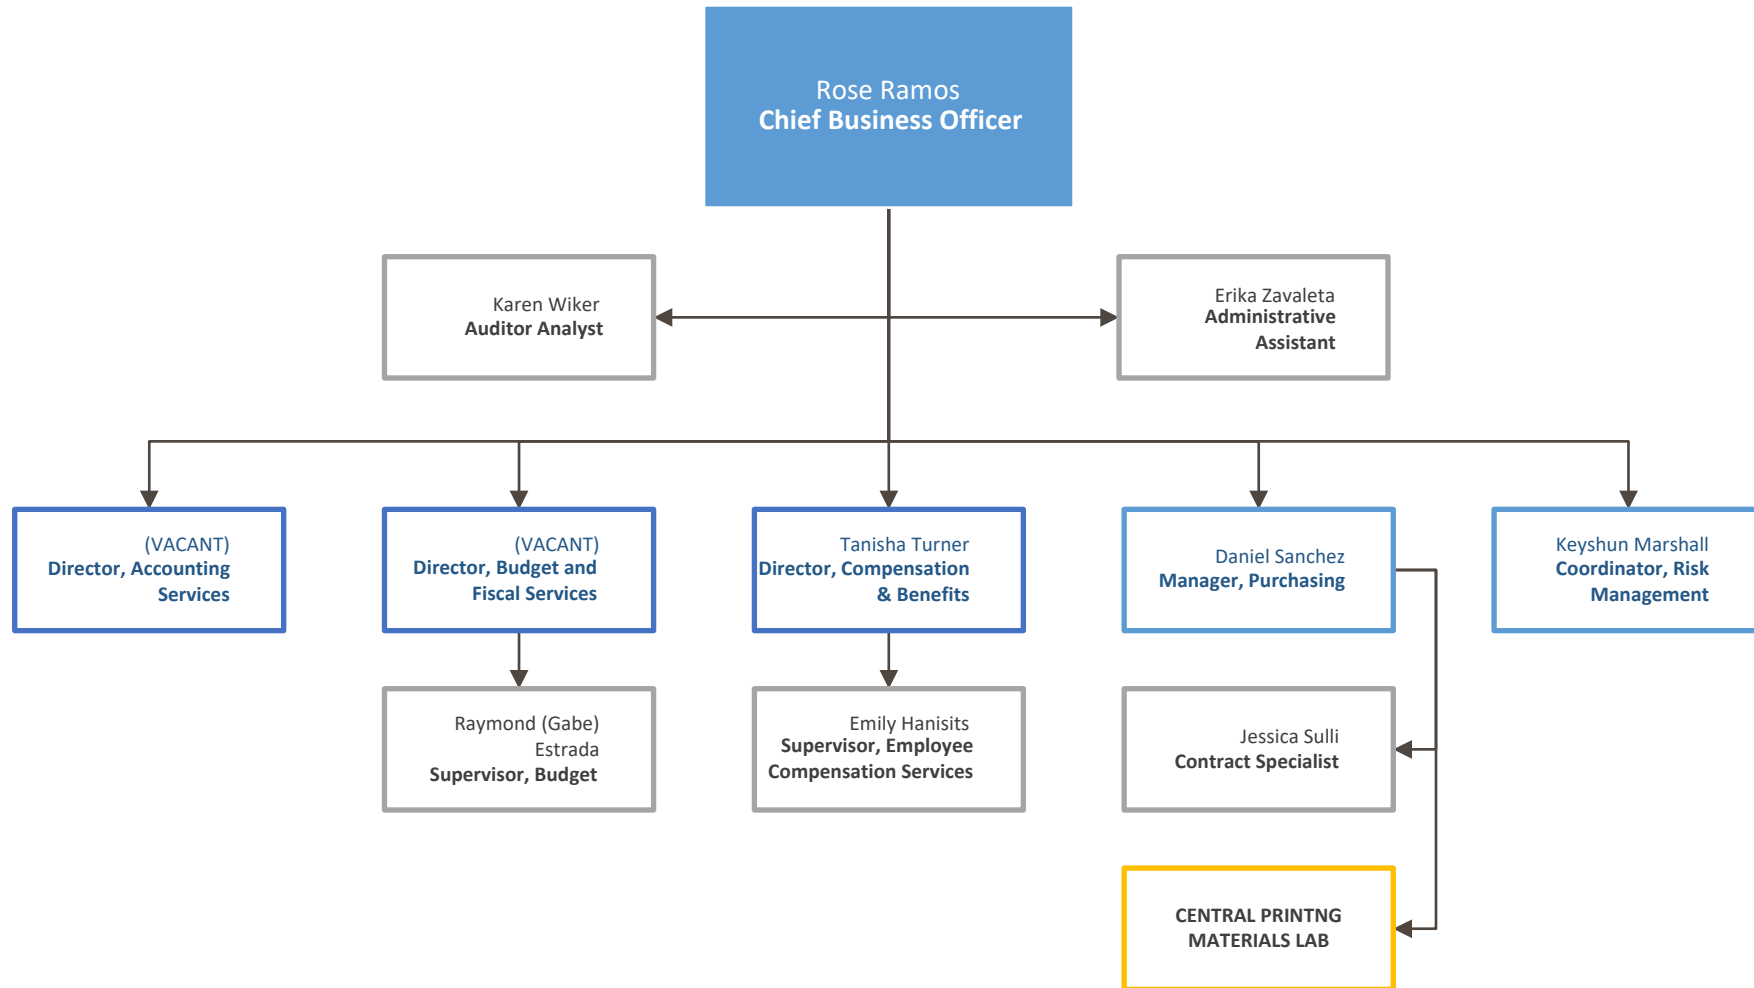 Rose Ramos
Chief Business Officer
Karen Wiker
Auditor Analyst
Erika Zavaleta
Administrative
Assistant
(VACANT)
Director, Accounting
Services
(VACANT)
Director, Budget and
Fiscal Services
Tanisha Turner
Director, Compensation
& Benefits
Daniel Sanchez
Manager, Purchasing
Keyshun Marshall
Coordinator, Risk
Management
Raymond (Gabe)
Estrada
Supervisor, Budget
Emily Hanisits
Supervisor, Employee
Compensation Services
Jessica Sulli
Contract Specialist
CENTRAL PRINTNG
MATERIALS LAB